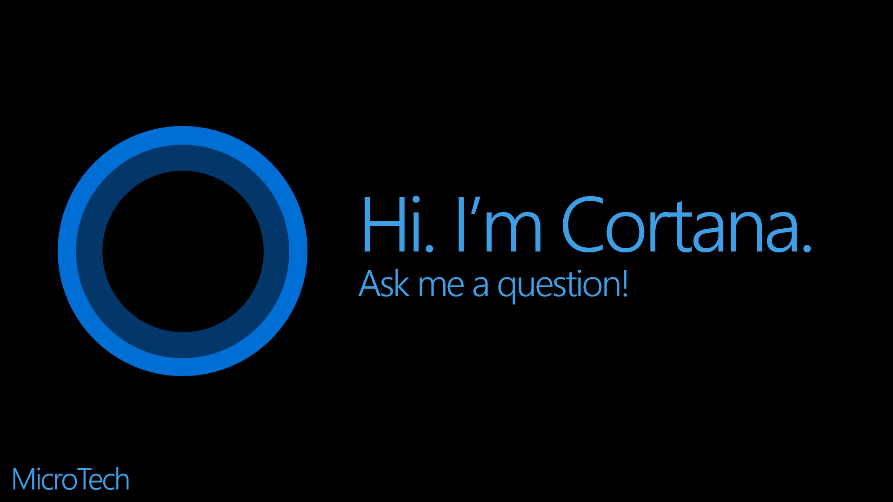 Hi. I’m Cortana.
Ask me a question!
MicroTech